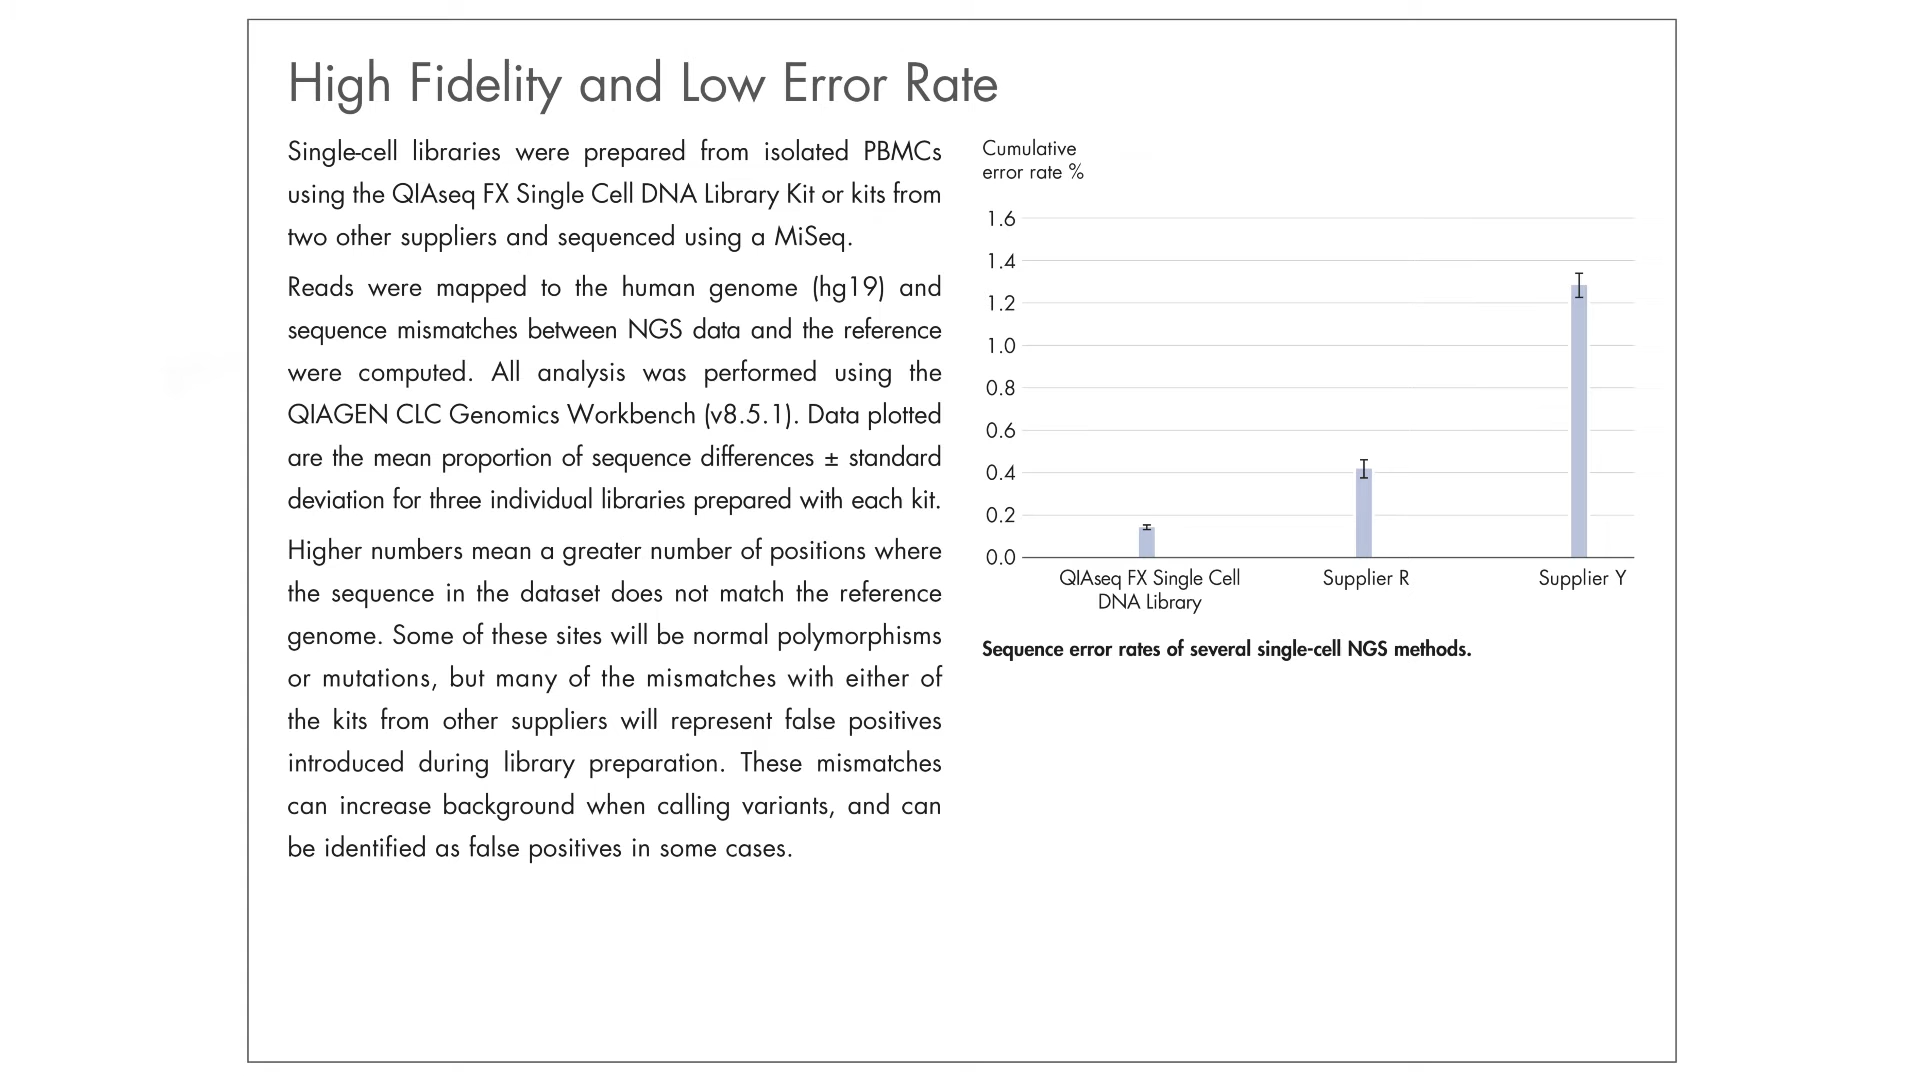 High Fidelity and Low Error Rate
Single-cell libraries were prepared from isolated PBMCs
using the QIAseq FX Single Cell DNA Library Kit or kits from
two other suppliers and sequenced using a MiSeq.
Reads were mapped to the human genome (hg19) and
sequence mismatches between NGS data and the reference
were computed. All analysis was performed using the
QIAGEN CLC Genomics Workbench (v8.5.1). Data plotted
are the mean proportion of sequence differences ± standard
deviation for three individual libraries prepared with each kit.
Higher numbers mean a greater number of positions where
the sequence in the dataset does not match the reference
genome. Some of these sites will be normal polymorphisms
or mutations, but many of the mismatches with either of
the kits from other suppliers will represent false positives
introduced during library preparation. These mismatches
can increase background when calling variants, and can
be identified as false positives in some cases.
Cumulative
error rate %
1.6
1.4
1.2
1.0
0.8
0.6
0.4
0.2
0.0
QIAseq FX Single Cell
DNA Library
Supplier R
Supplier Y
Sequence error rates of several single-cell NGS methods.